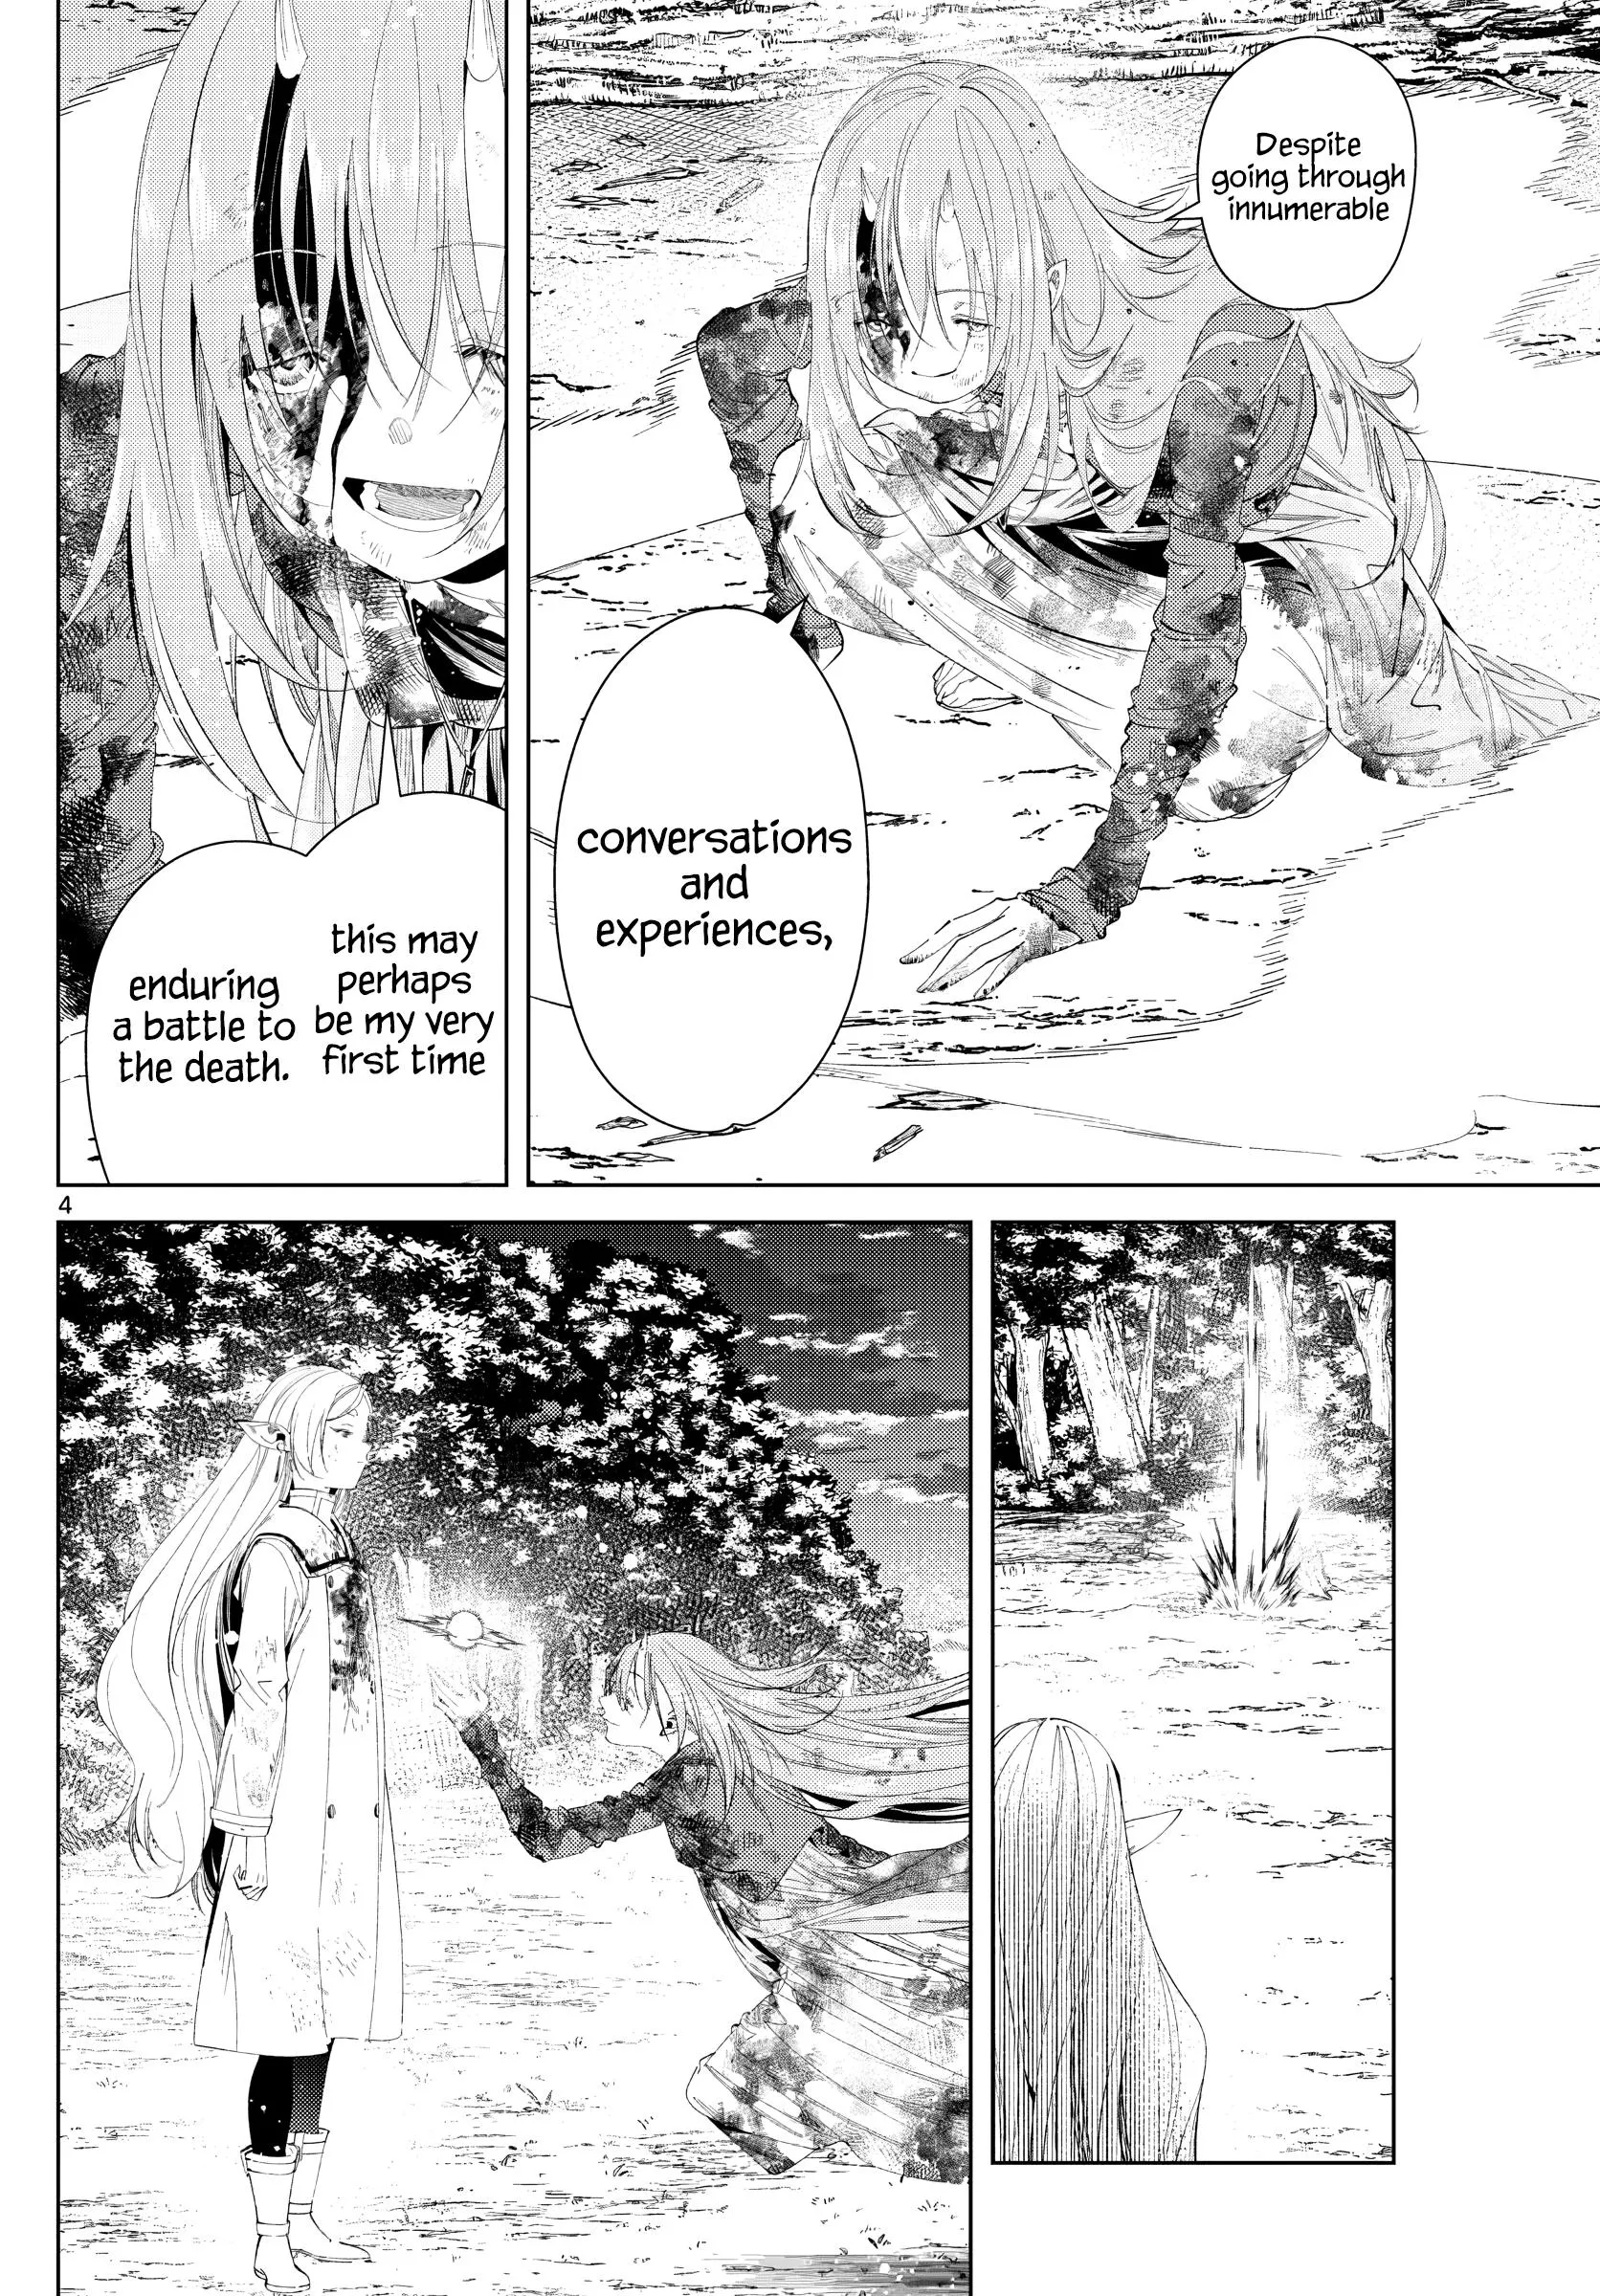 Despite
going through
innumerable
conversations
and
experiences,
this may
perhaps
be my very
first time
enduring
a battle to
the death.
4